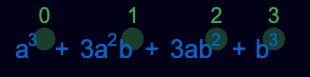 0 1 2 3
a³ + 3a²b + 3ab² + b³